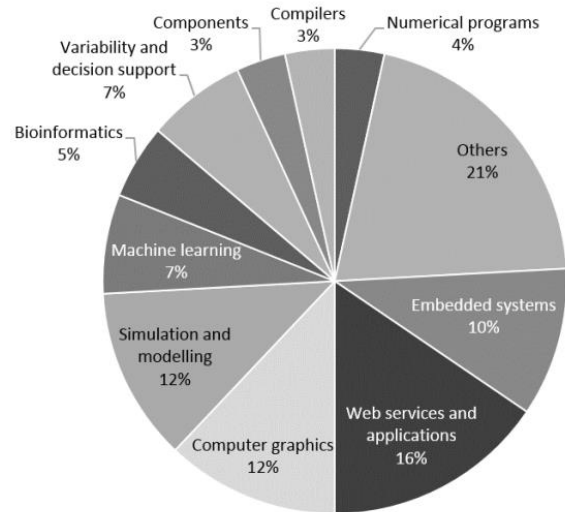 Compilers
3%
Numerical programs
4%
Others
21%
Embedded systems
10%
Web services and
applications
16%
Computer graphics
12%
Simulation and
modelling
12%
Machine learning
7%
Bioinformatics
5%
Variability and
decision support
7%
Components
3%